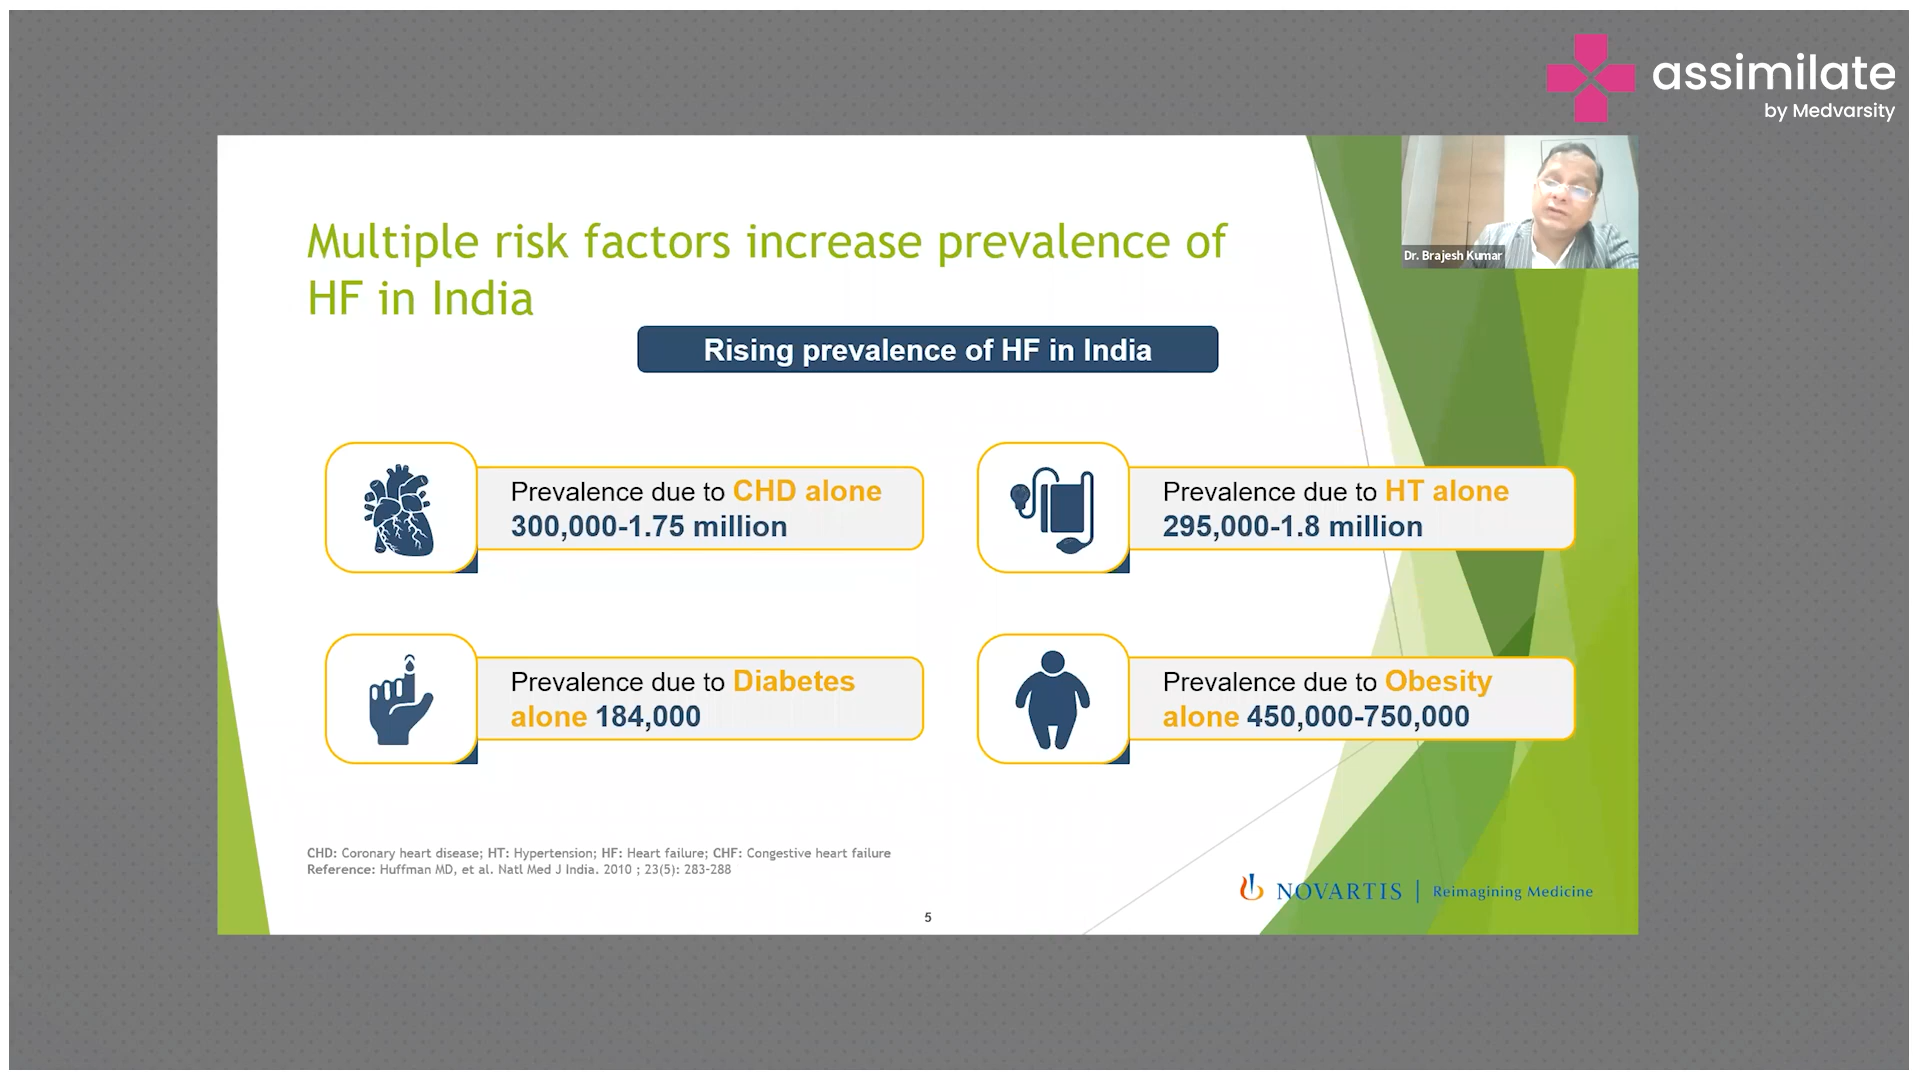 assimilate
by Medvarsity
Dr. Brajesh Kumar
Multiple risk factors increase prevalence of
HF in India
Rising prevalence of HF in India
Prevalence due to CHD alone
300,000-1.75 million
Prevalence due to HT alone
295,000-1.8 million
Prevalence due to Diabetes
alone 184,000
Prevalence due to Obesity
alone 450,000-750,000
CHD: Coronary heart disease; HT: Hypertension; HF: Heart failure; CHF: Congestive heart failure
Reference: Huffman MD, et al. Natl Med J India. 2010 ; 23(5): 283-288
NOVARTIS | Reimagining Medicine
5